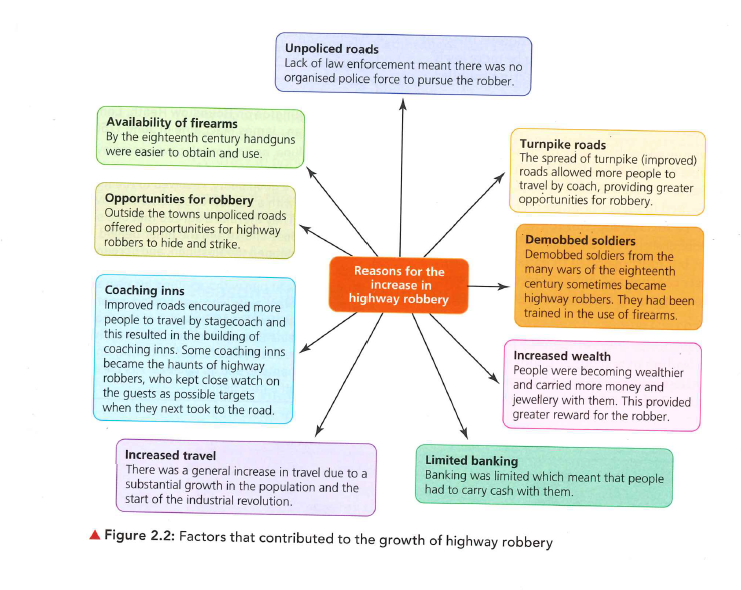 Unpoliced roads
Lack of law enforcement meant there was no
organised police force to pursue the robber.
Availability of firearms
By the eighteenth century handguns
were easier to obtain and use.
Turnpike roads
The spread of turnpike (improved)
roads allowed more people to
travel by coach, providing greater
opportunities for robbery.
Opportunities for robbery
Outside the towns unpoliced roads
offered opportunities for highway
robbers to hide and strike.
Demobbed soldiers
Demobbed soldiers from the
many wars of the eighteenth
century sometimes became
highway robbers. They had been
trained in the use of firearms.
Reasons for the
increase in
highway robbery
Coaching inns
Improved roads encouraged more
people to travel by stagecoach and
this resulted in the building of
coaching inns. Some coaching inns
became the haunts of highway
robbers, who kept close watch on
the guests as possible targets
when they next took to the road.
Increased wealth
People were becoming wealthier
and carried more money and
jewellery with them. This provided
greater reward for the robber.
Increased travel
There was a general increase in travel due to a
substantial growth in the population and the
start of the industrial revolution.
Limited banking
Banking was limited which meant that people
had to carry cash with them.
▲ Figure 2.2: Factors that contributed to the growth of highway robbery